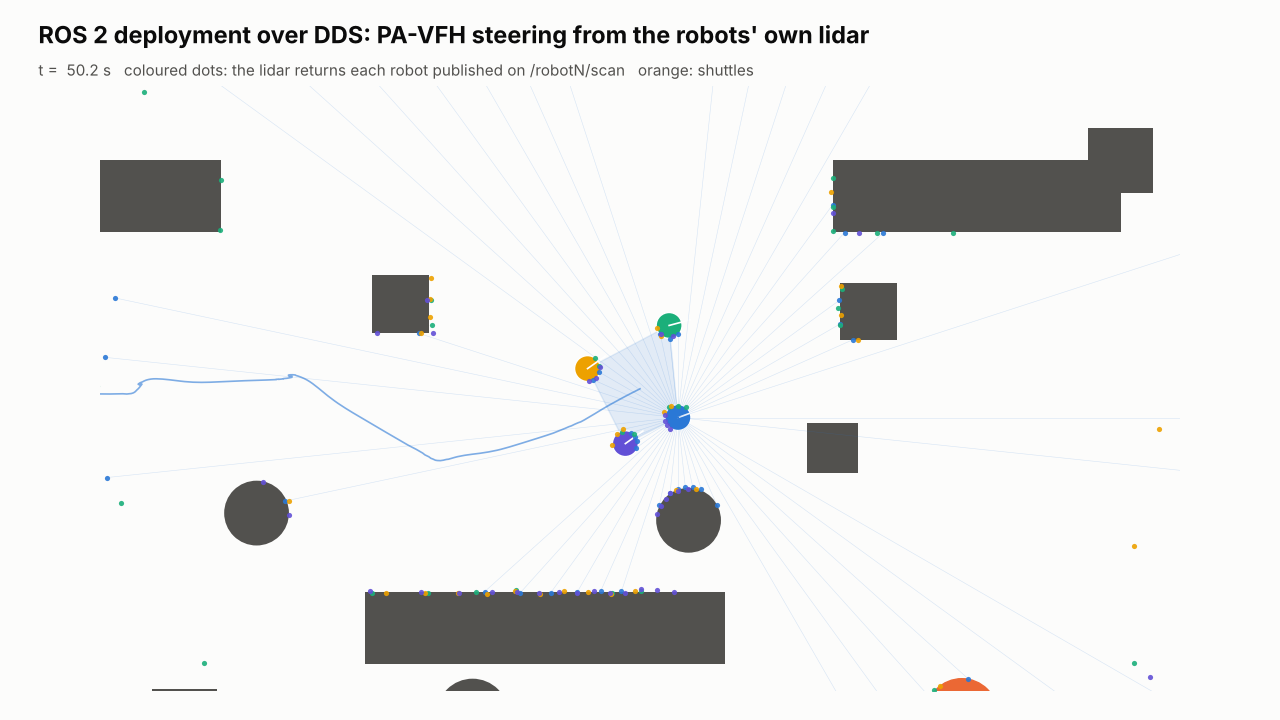 ROS 2 deployment over DDS: PA-VFH steering from the robots' own lidar
t =  50.2 s   coloured dots: the lidar returns each robot published on /robotN/scan   orange: shuttles